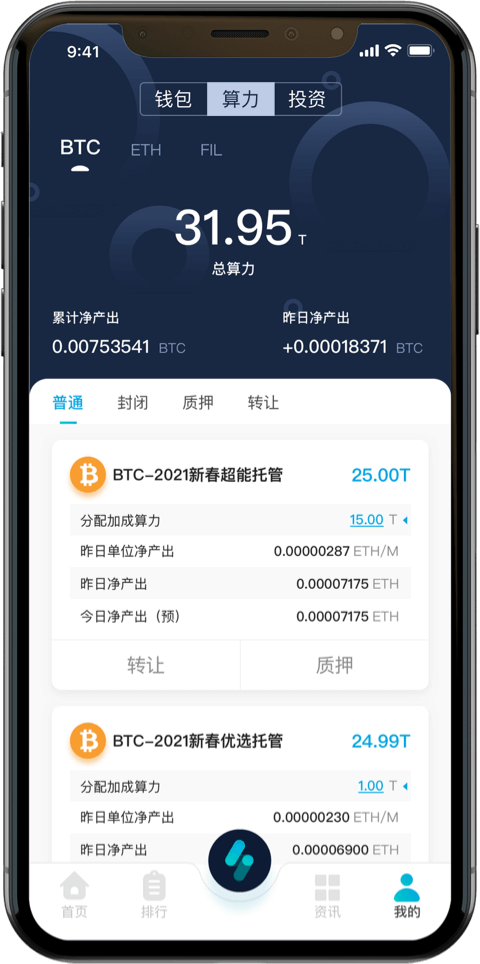 9:41
钱包 算力 投资
BTC ETH FIL
31.95 T
总算力
累计净产出 昨日净产出
0.00753541 BTC +0.00018371 BTC
普通 封闭 质押 转让
BTC-2021新春超能托管 25.00T
分配加成算力 15.00 T
昨日单位净产出 0.00000287 ETH/M
昨日净产出 0.00007175 ETH
今日净产出（预） 0.00007175 ETH
转让 质押
BTC-2021新春优选托管 24.99T
分配加成算力 1.00 T
昨日单位净产出 0.00000230 ETH/M
昨日净产出 0.00006900 ETH
首页 排行 资讯 我的